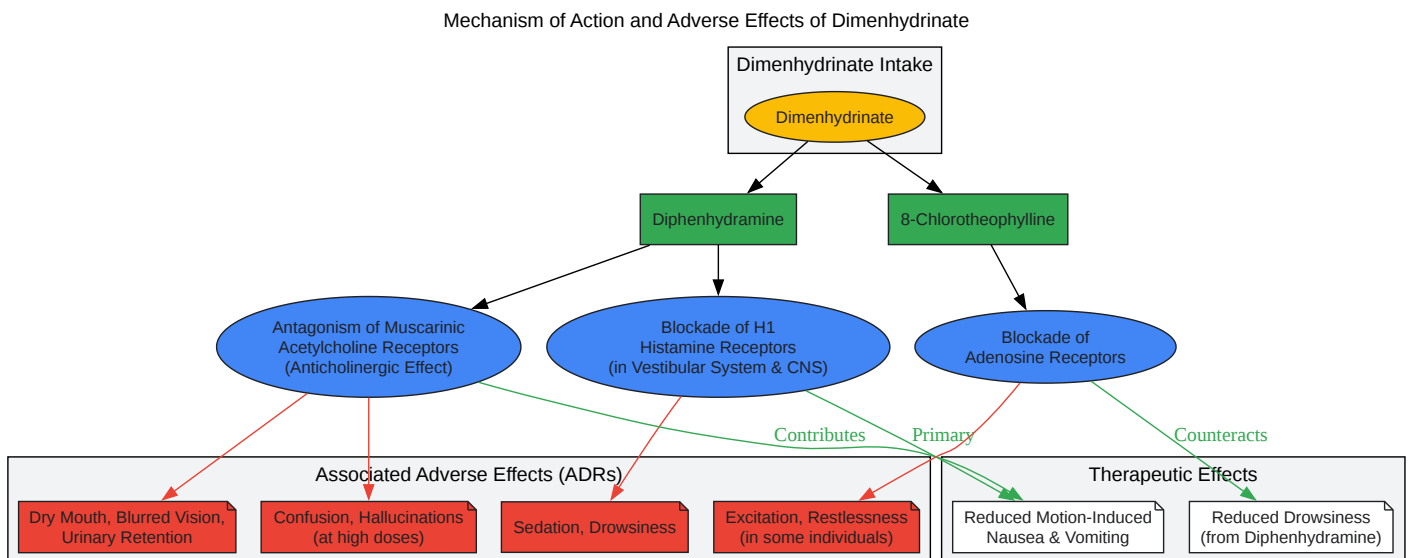 Mechanism of Action and Adverse Effects of Dimenhydrinate
Dimenhydrinate Intake
Dimenhydrinate
Diphenhydramine
8-Chlorotheophylline
Antagonism of Muscarinic
Acetylcholine Receptors
(Anticholinergic Effect)
Blockade of H1
Histamine Receptors
(in Vestibular System & CNS)
Blockade of
Adenosine Receptors
Contributes
Primary
Counteracts
Associated Adverse Effects (ADRs)
Dry Mouth, Blurred Vision,
Urinary Retention
Confusion, Hallucinations
(at high doses)
Sedation, Drowsiness
Excitation, Restlessness
(in some individuals)
Therapeutic Effects
Reduced Motion-Induced
Nausea & Vomiting
Reduced Drowsiness
(from Diphenhydramine)